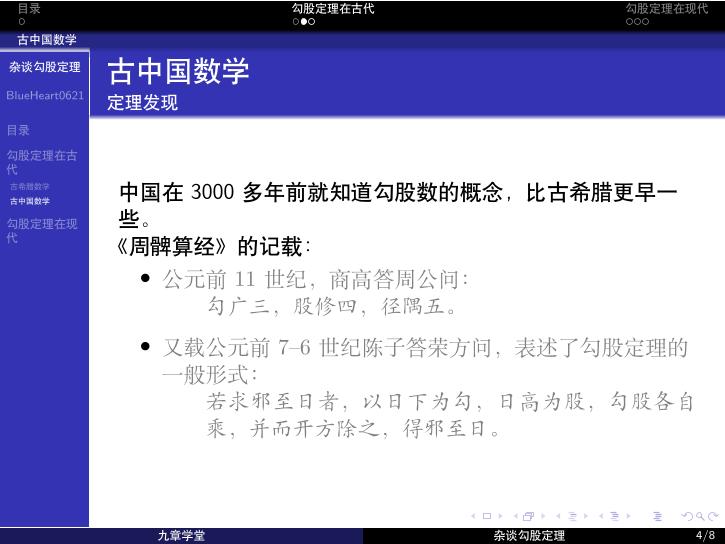 目录
勾股定理在古代
勾股定理在现代
古中国数学
杂谈勾股定理
BlueHeart0621
目录
勾股定理在古
代
古希腊数学
古中国数学
勾股定理在现
代
古中国数学
定理发现
中国在 3000 多年前就知道勾股数的概念，比古希腊更早一
些。
《周髀算经》的记载：
公元前 11 世纪，商高答周公问：
勾广三，股修四，径隅五。
又载公元前 7–6 世纪陈子答荣方问，表述了勾股定理的
一般形式：
若求邪至日者，以日下为勾，日高为股，勾股各自
乘，并而开方除之，得邪至日。
九章学堂
杂谈勾股定理
4/8